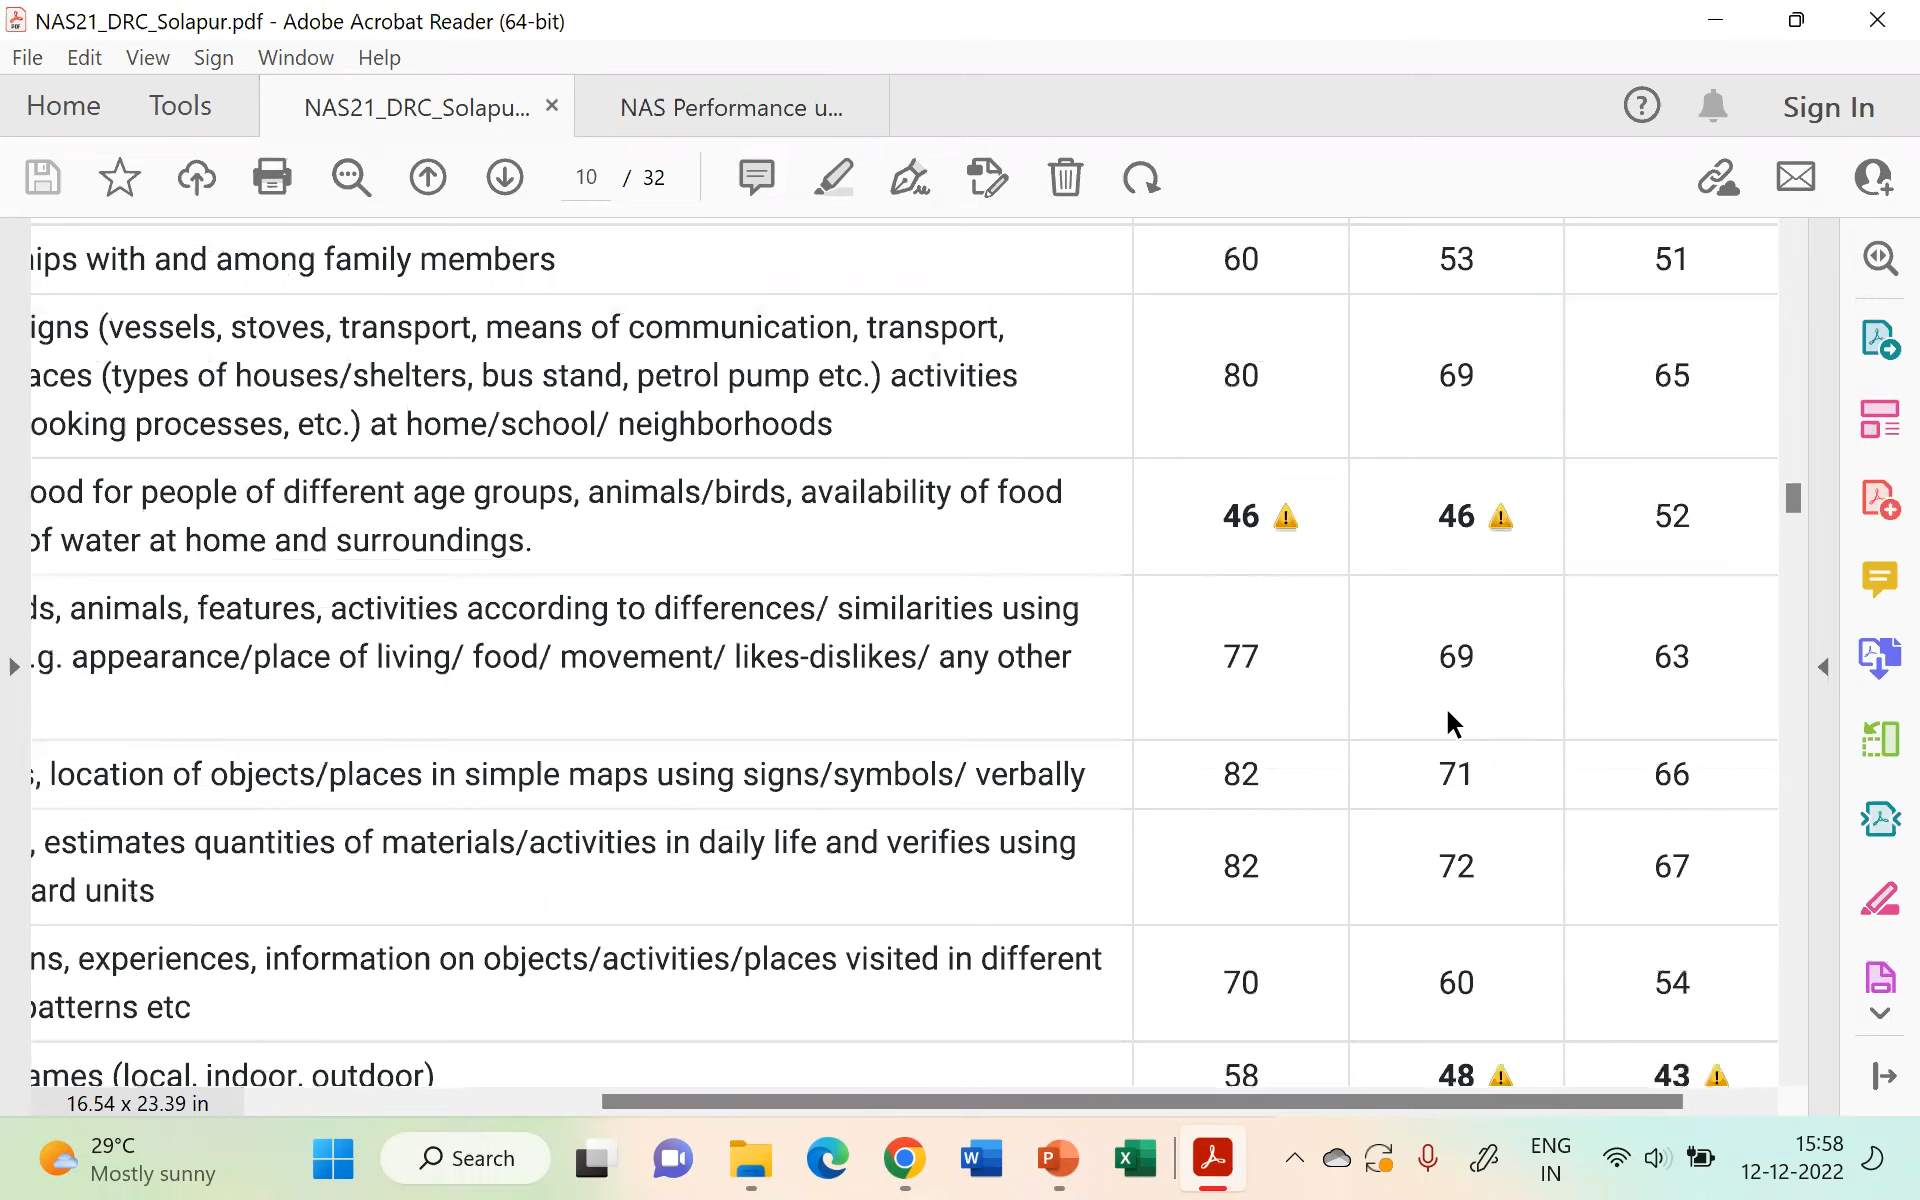 NAS21_DRC_Solapur.pdf - Adobe Acrobat Reader (64-bit)
File Edit View Sign Window Help
Home Tools NAS21_DRC_Solapu... × NAS Performance u... Sign In
10 / 32
ips with and among family members 60 53 51
igns (vessels, stoves, transport, means of communication, transport,
aces (types of houses/shelters, bus stand, petrol pump etc.) activities 80 69 65
ooking processes, etc.) at home/school/ neighborhoods
ood for people of different age groups, animals/birds, availability of food
of water at home and surroundings. 46 46 52
ds, animals, features, activities according to differences/ similarities using
.g. appearance/place of living/ food/ movement/ likes-dislikes/ any other 77 69 63
s, location of objects/places in simple maps using signs/symbols/ verbally 82 71 66
, estimates quantities of materials/activities in daily life and verifies using
ard units 82 72 67
ns, experiences, information on objects/activities/places visited in different
patterns etc 70 60 54
ames (local, indoor, outdoor) 58 48 43
16.54 x 23.39 in
29°C
Mostly sunny
Search
ENG
IN
15:58
12-12-2022